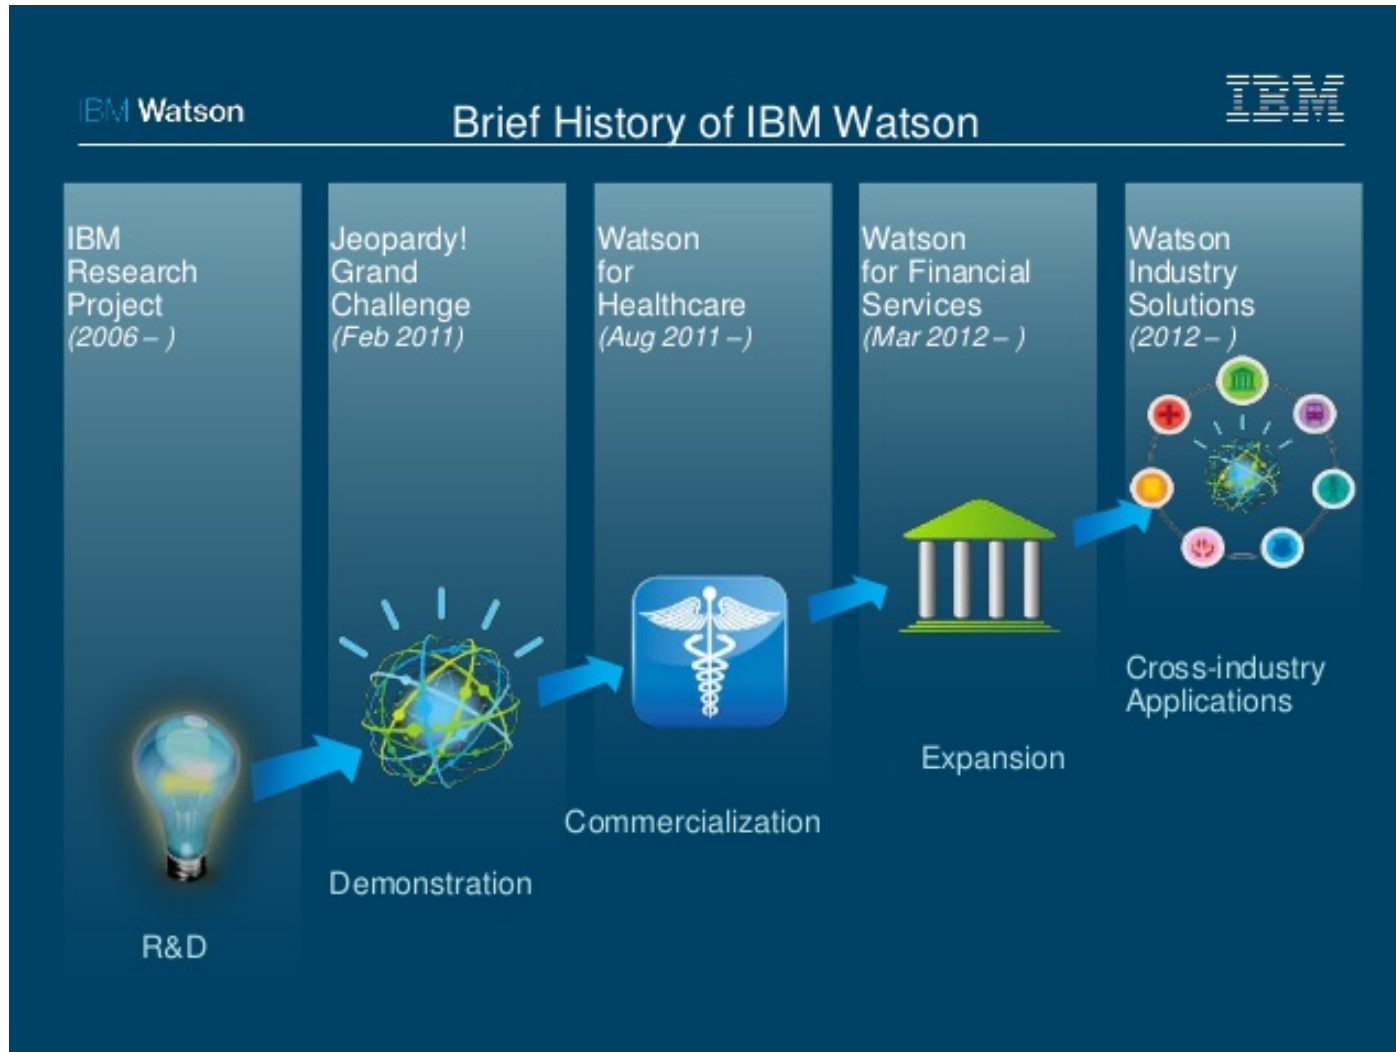 IBM Watson
Brief History of IBM Watson
IBM
IBM
Research
Project
(2006 – )
Jeopardy!
Grand
Challenge
(Feb 2011)
Watson
for
Healthcare
(Aug 2011 –)
Watson
for Financial
Services
(Mar 2012 – )
Watson
Industry
Solutions
(2012 – )
R&D
Demonstration
Commercialization
Expansion
Cross-industry
Applications